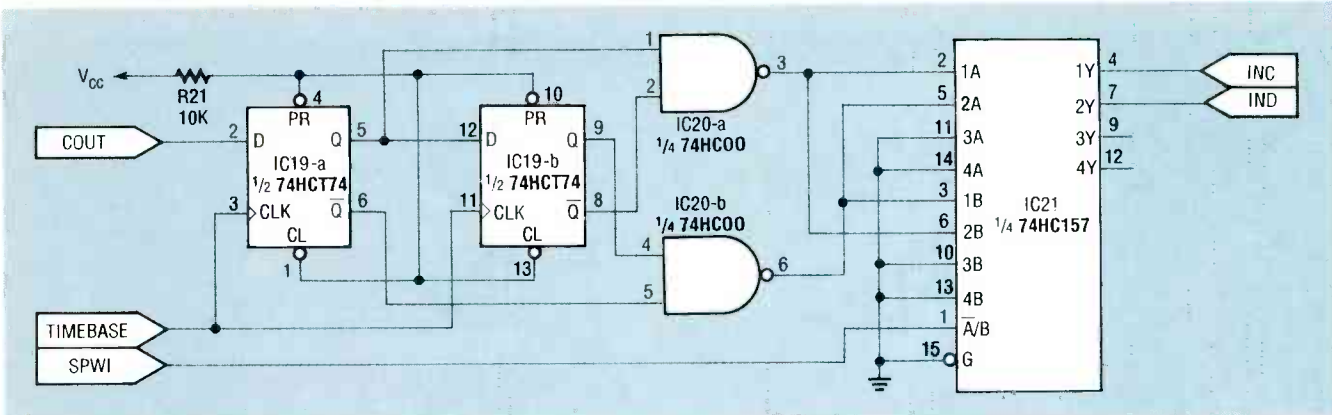 VCC
R21
10K
COUT
TIMEBASE
SPWI
4
PR
2
D
Q
5
IC19-a
1/2 74HCT74
3
CLK
Q
6
CL
1
10
PR
12
D
Q
9
IC19-b
1/2 74HCT74
11
CLK
Q
8
CL
13
1
2
3
IC20-a
1/4 74HC00
IC20-b
1/4 74HC00
4
5
6
2
1A
5
2A
11
3A
14
4A
3
1B
6
2B
10
3B
13
4B
1
A/B
15
G
IC21
1/4 74HC157
1Y
4
2Y
7
3Y
9
4Y
12
INC
IND